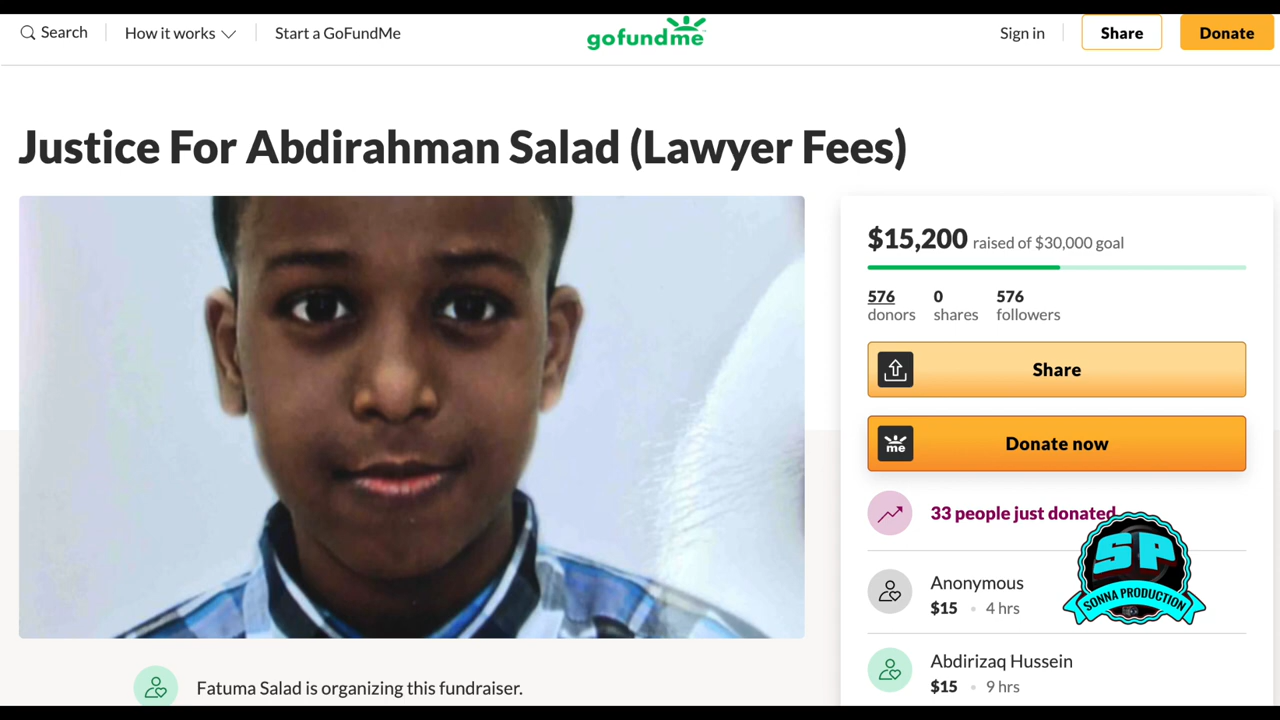 Search
How it works
Start a GoFundMe
gofundme
Sign in
Share
Donate
Justice For Abdirahman Salad (Lawyer Fees)
$15,200 raised of $30,000 goal
576 0 576
donors shares followers
Share
me
Donate now
33 people just donated
SP
SONNA PRODUCTION
Anonymous
$15 • 4 hrs
Abdirizaq Hussein
$15 • 9 hrs
Fatuma Salad is organizing this fundraiser.